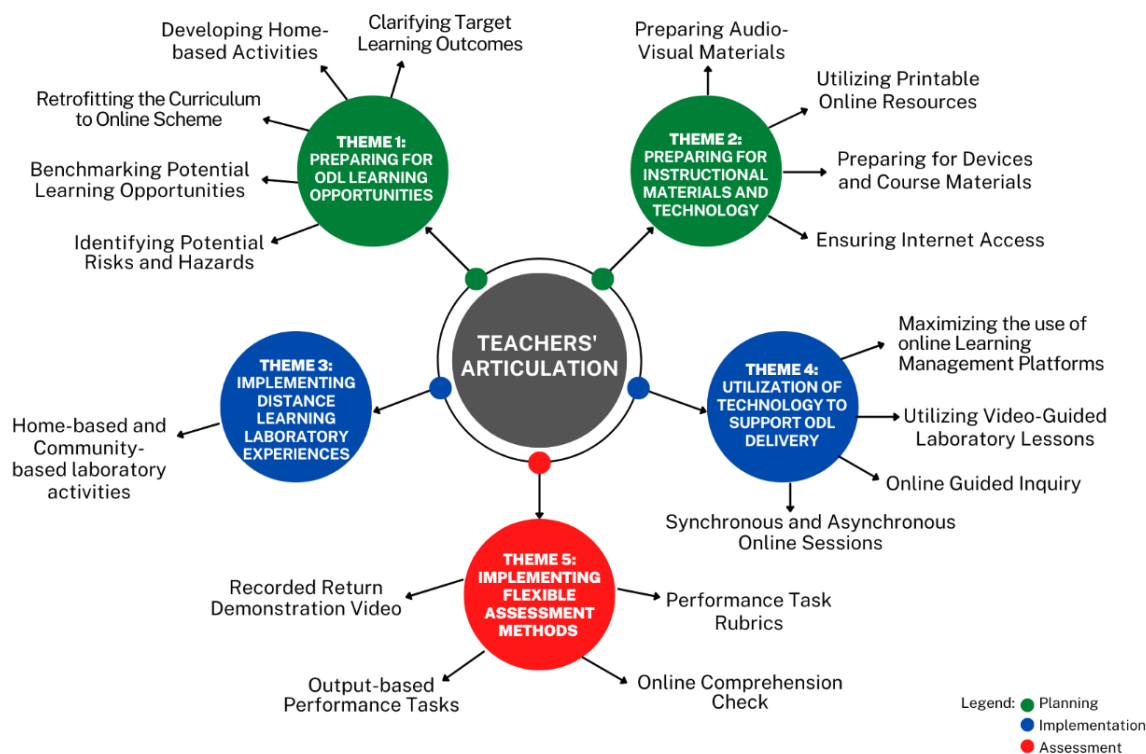 Developing Home-
based Activities
Clarifying Target
Learning Outcomes
Retrofitting the Curriculum
to Online Scheme
Benchmarking Potential
Learning Opportunities
Identifying Potential
Risks and Hazards
THEME 1:
PREPARING FOR
ODL LEARNING
OPPORTUNITIES
Preparing Audio-
Visual Materials
Utilizing Printable
Online Resources
Preparing for Devices
and Course Materials
Ensuring Internet Access
THEME 2:
PREPARING FOR
INSTRUCTIONAL
MATERIALS AND
TECHNOLOGY
TEACHERS'
ARTICULATION
THEME 3:
IMPLEMENTING
DISTANCE
LEARNING
LABORATORY
EXPERIENCES
Home-based and
Community-
based laboratory
activities
THEME 4:
UTILIZATION OF
TECHNOLOGY TO
SUPPORT ODL
DELIVERY
Maximizing the use of
online Learning
Management Platforms
Utilizing Video-Guided
Laboratory Lessons
Online Guided Inquiry
Synchronous and Asynchronous
Online Sessions
THEME 5:
IMPLEMENTING
FLEXIBLE
ASSESSMENT
METHODS
Recorded Return
Demonstration Video
Performance Task
Rubrics
Output-based
Performance Tasks
Online Comprehension
Check
Legend:
Planning
Implementation
Assessment